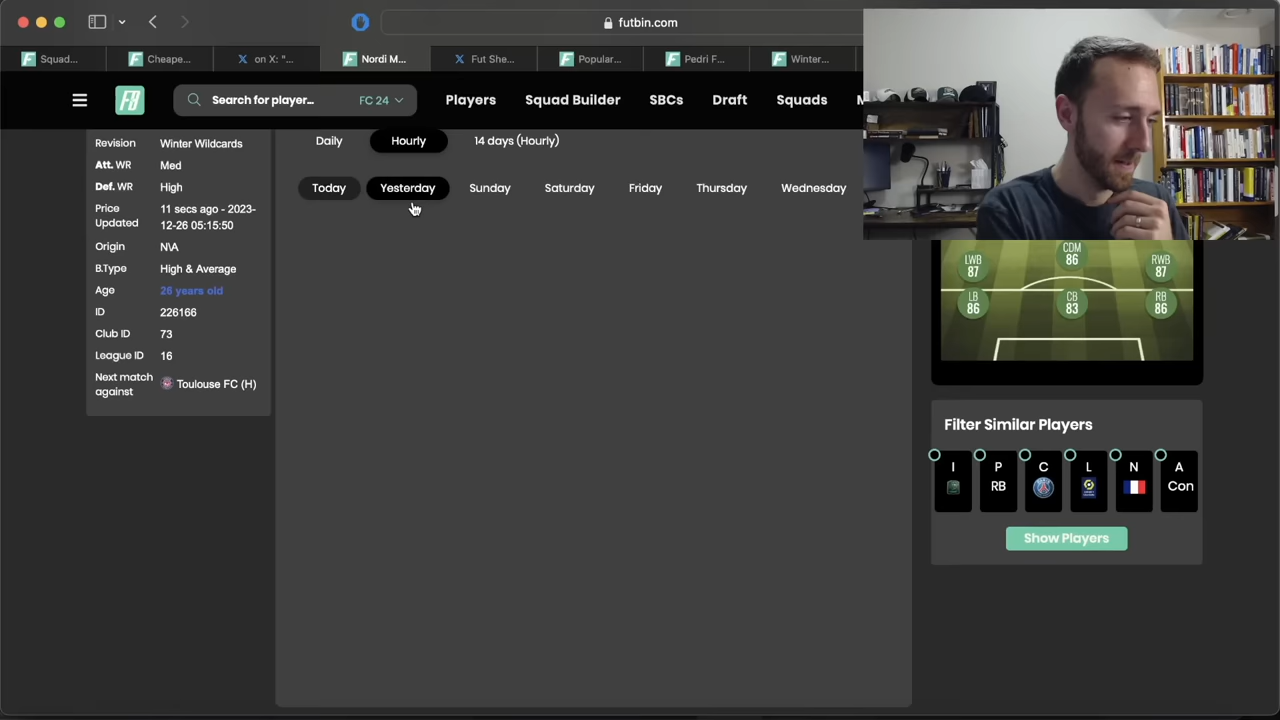 futbin.com
Squad...
Cheape...
X on X: "...
Nordi M...
X Fut She...
Popular...
Pedri F...
Winter...
F8 Search for player... FC 24 Players Squad Builder SBCs Draft Squads
Revision Winter Wildcards
Att. WR Med
Def. WR High
Price Updated 11 secs ago - 2023-
12-26 05:15:50
Origin N\A
B.Type High & Average
Age 26 years old
ID 226166
Club ID 73
League ID 16
Next match against Toulouse FC (H)
Daily Hourly 14 days (Hourly)
Today Yesterday Sunday Saturday Friday Thursday Wednesday
CDM
86
LWB
87
RWB
87
LB
86
CB
83
RB
86
Filter Similar Players
I P C L N A
RB Con
Show Players